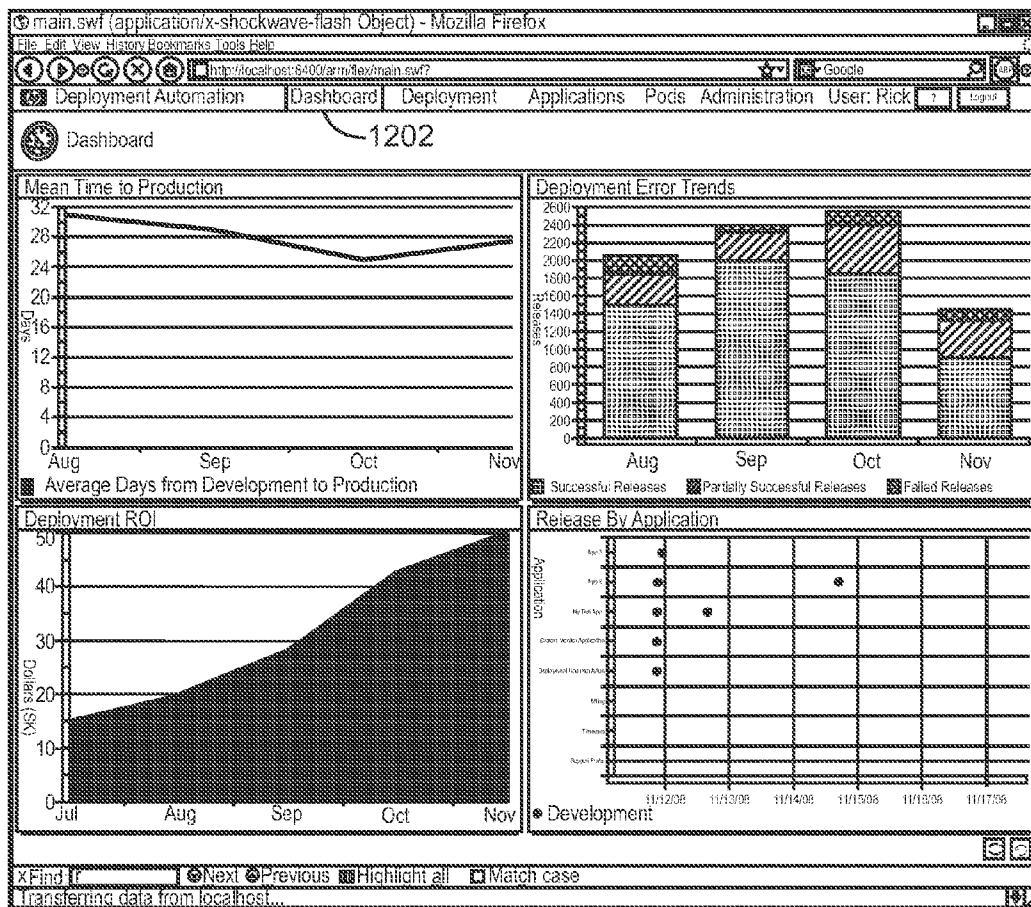 main.swf (application/x-shockwave-flash Object) - Mozilla Firefox
File Edit View History Bookmarks Tools Help
http://localhost:6400/arm/flex/main.swf?
Google
Deployment Automation Dashboard Deployment Applications Pods Administration User: Rick ? Logout
Dashboard
1202
Mean Time to Production
32
28
24
20
16
12
8
4
0
Days
Aug Sep Oct Nov
Average Days from Development to Production
Deployment Error Trends
2600
2400
2200
2000
1800
1600
1400
1200
1000
800
600
400
200
0
Releases
Aug Sep Oct Nov
Successful Releases Partially Successful Releases Failed Releases
Deployment ROI
50
40
30
20
10
0
Dollars ($K)
Jul Aug Sep Oct Nov
Release By Application
Application
My Test App
11/12/08 11/13/08 11/14/08 11/15/08 11/16/08 11/17/08
Development
x Find: Next Previous Highlight all Match case
Transferring data from localhost...